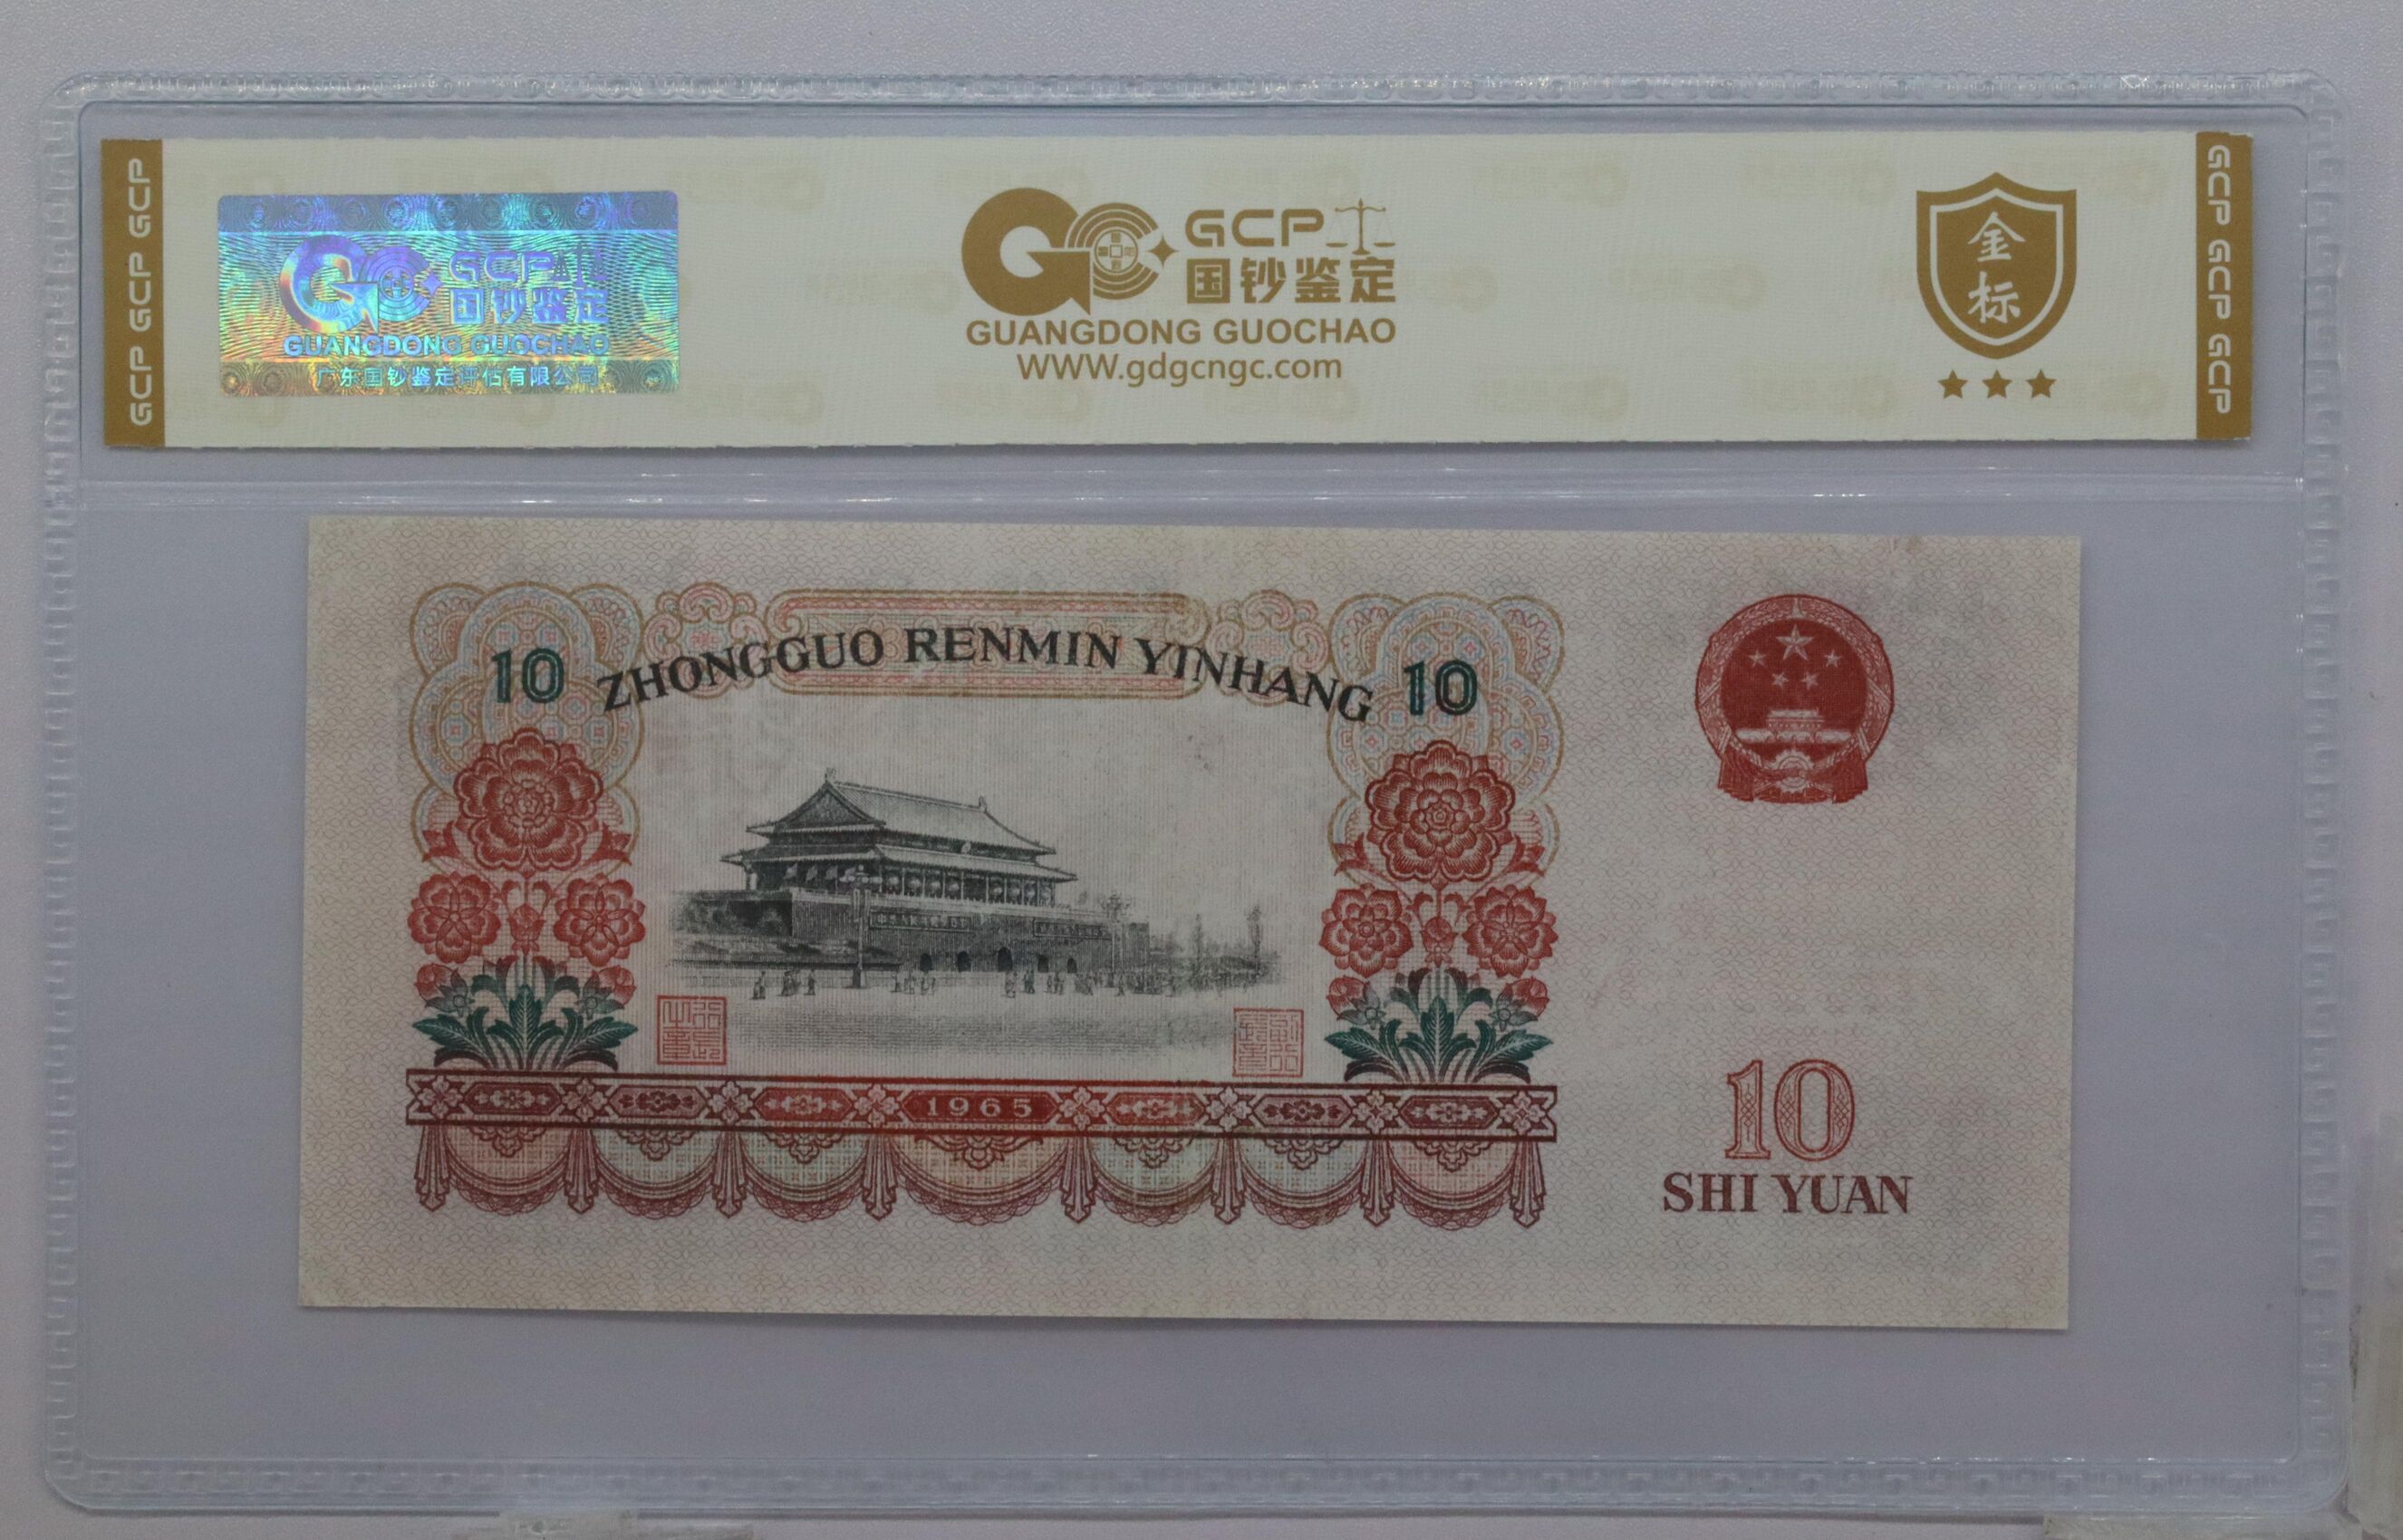 GCP GCP GCP
GCP
国钞鉴定
GUANGDONG GUOCHAO
广东国钞鉴定评估有限公司
GCP
国钞鉴定
GUANGDONG GUOCHAO
WWW.gdgcngc.com
金
标
GCP GCP GCP
10 ZHONGGUO RENMIN YINHANG 10
1965
10
SHI YUAN